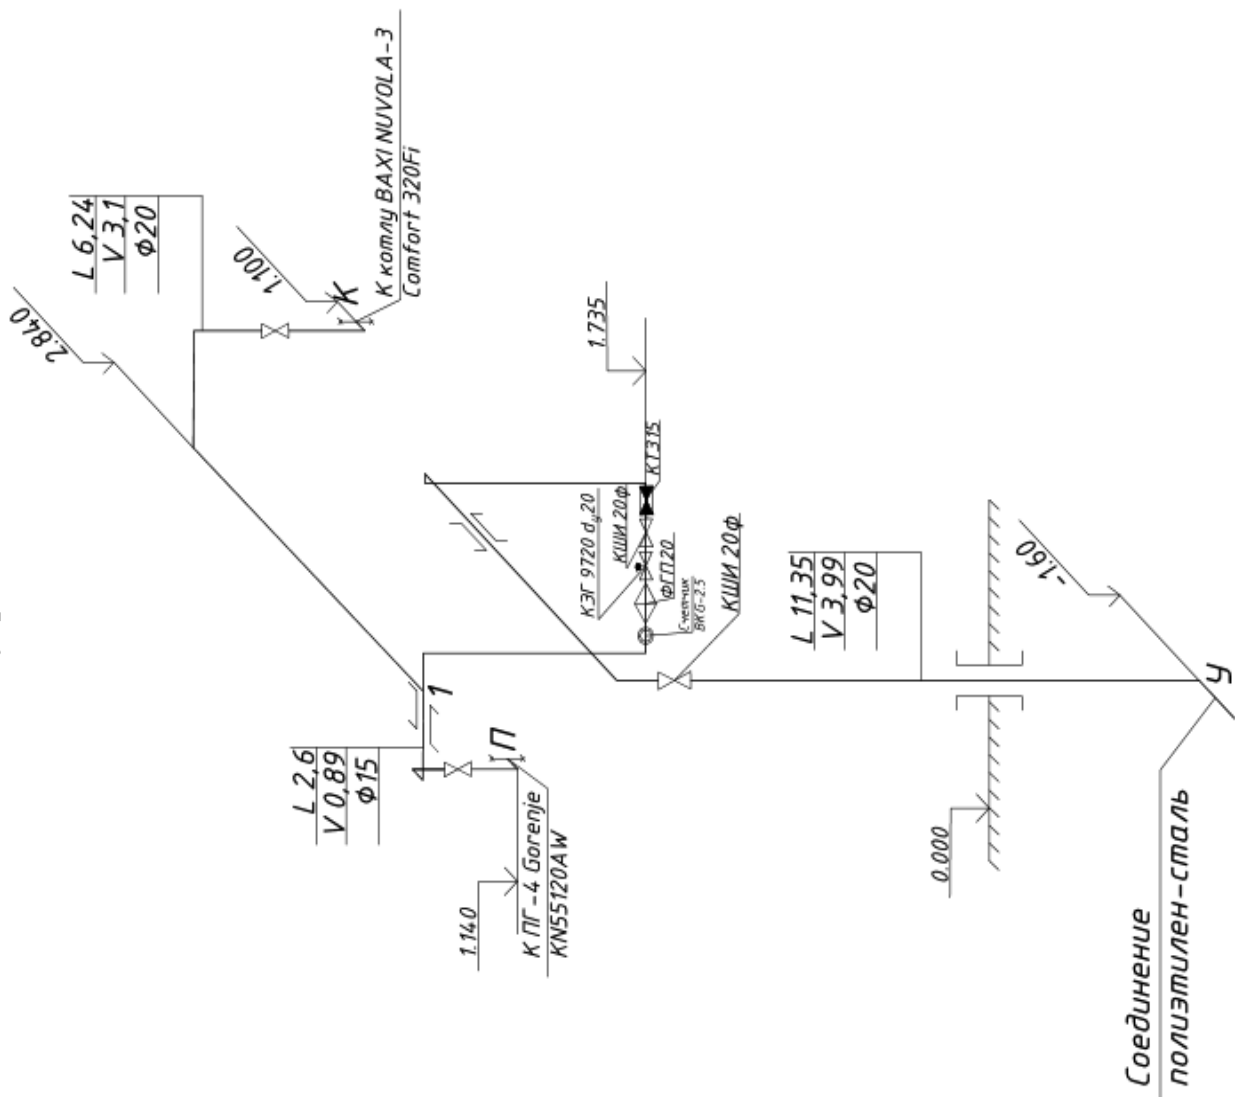 2.840
L 6,24
V 3,1
Ф20
1.100
К
К котлу BAXI NUVOLA-3
Comfort 320Fi
1.735
КТЗ15
КШИ 20ф
КЗГ 9720 dу20
ФГП20
Счетчик
BKG-2.5
КШИ 20ф
1
L 2,6
V 0,89
Ф15
П
1.140
К ПГ-4 Gorenje
KN55120AW
L 11,35
V 3,99
Ф20
0.000
-1.60
У
Соединение
полиэтилен-сталь